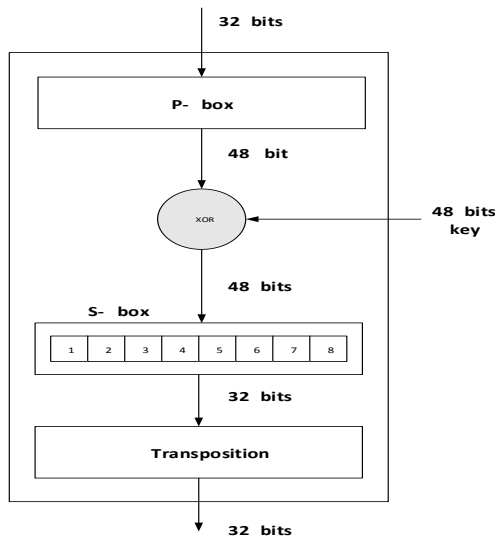 32 bits
P- box
48 bit
XOR
48 bits
key
48 bits
S- box
1 2 3 4 5 6 7 8
32 bits
Transposition
32 bits